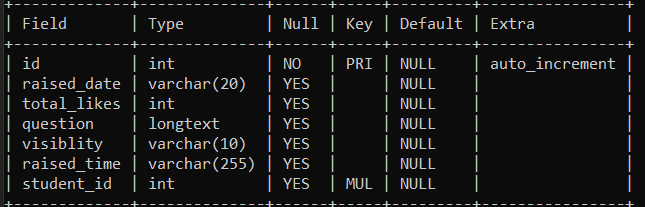 +-------------+--------------+------+-----+---------+----------------+
| Field       | Type         | Null | Key | Default | Extra          |
+-------------+--------------+------+-----+---------+----------------+
| id          | int          | NO   | PRI | NULL    | auto_increment |
| raised_date | varchar(20)  | YES  |     | NULL    |                |
| total_likes | int          | YES  |     | NULL    |                |
| question    | longtext     | YES  |     | NULL    |                |
| visiblity   | varchar(10)  | YES  |     | NULL    |                |
| raised_time | varchar(255) | YES  |     | NULL    |                |
| student_id  | int          | YES  | MUL | NULL    |                |
+-------------+--------------+------+-----+---------+----------------+